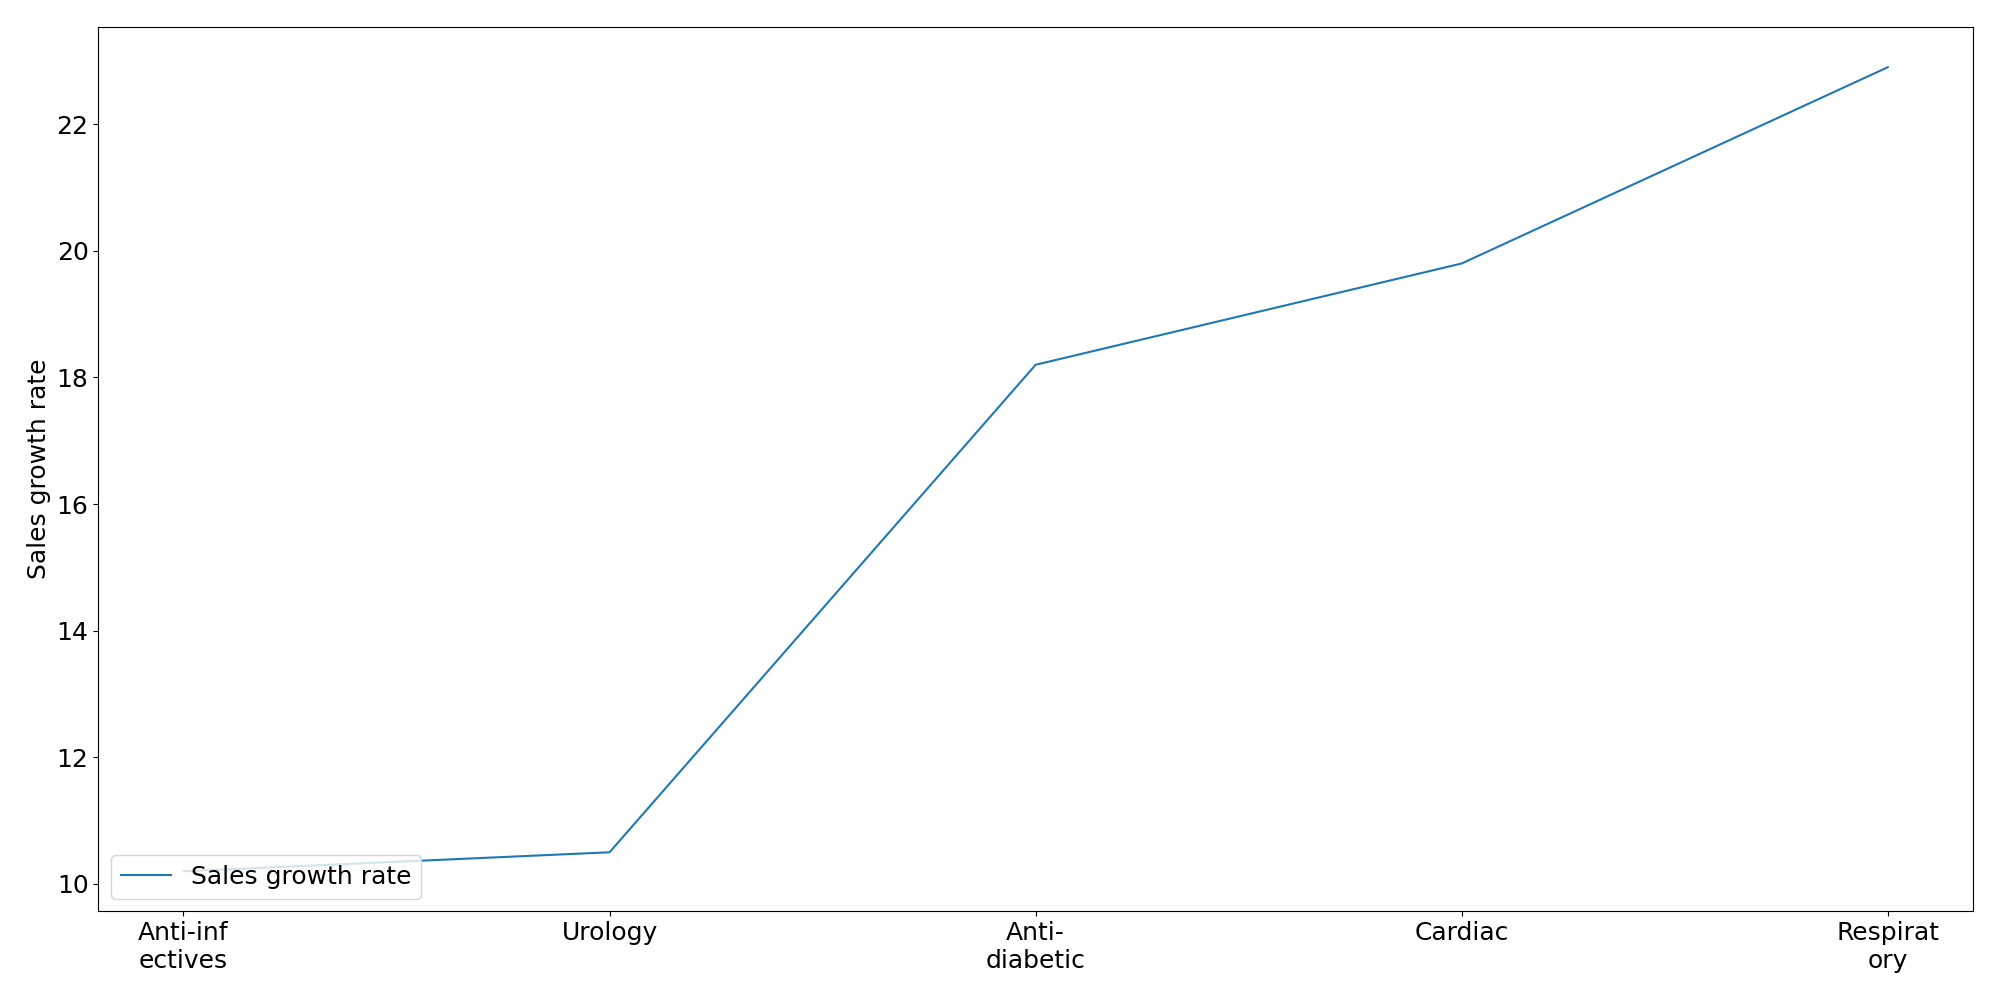 22
20
18
16
14
12
10
Sales growth rate
Sales growth rate
Anti-inf
ectives
Urology
Anti-
diabetic
Cardiac
Respirat
ory